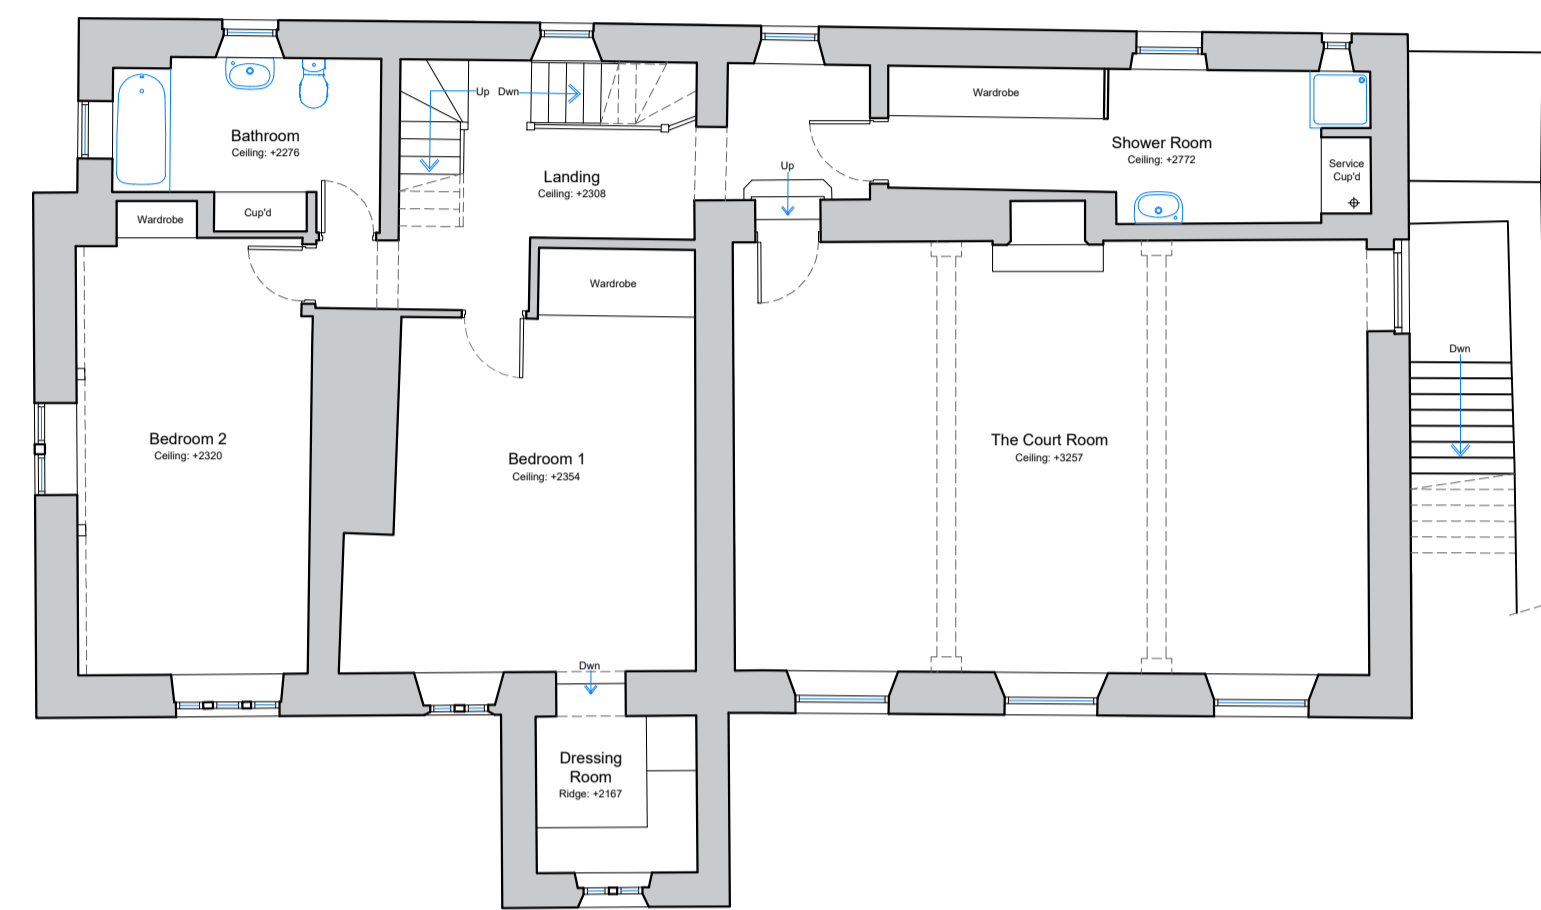 Up
Dwn
Wardrobe
Bathroom
Ceiling: +2276
Shower Room
Ceiling: +2772
Up
Service
Cup'd
Landing
Ceiling: +2308
Wardrobe
Cup'd
Wardrobe
Dwn
Bedroom 2
Ceiling: +2320
Bedroom 1
Ceiling: +2354
The Court Room
Ceiling: +3257
Dwn
Dressing
Room
Ridge: +2167